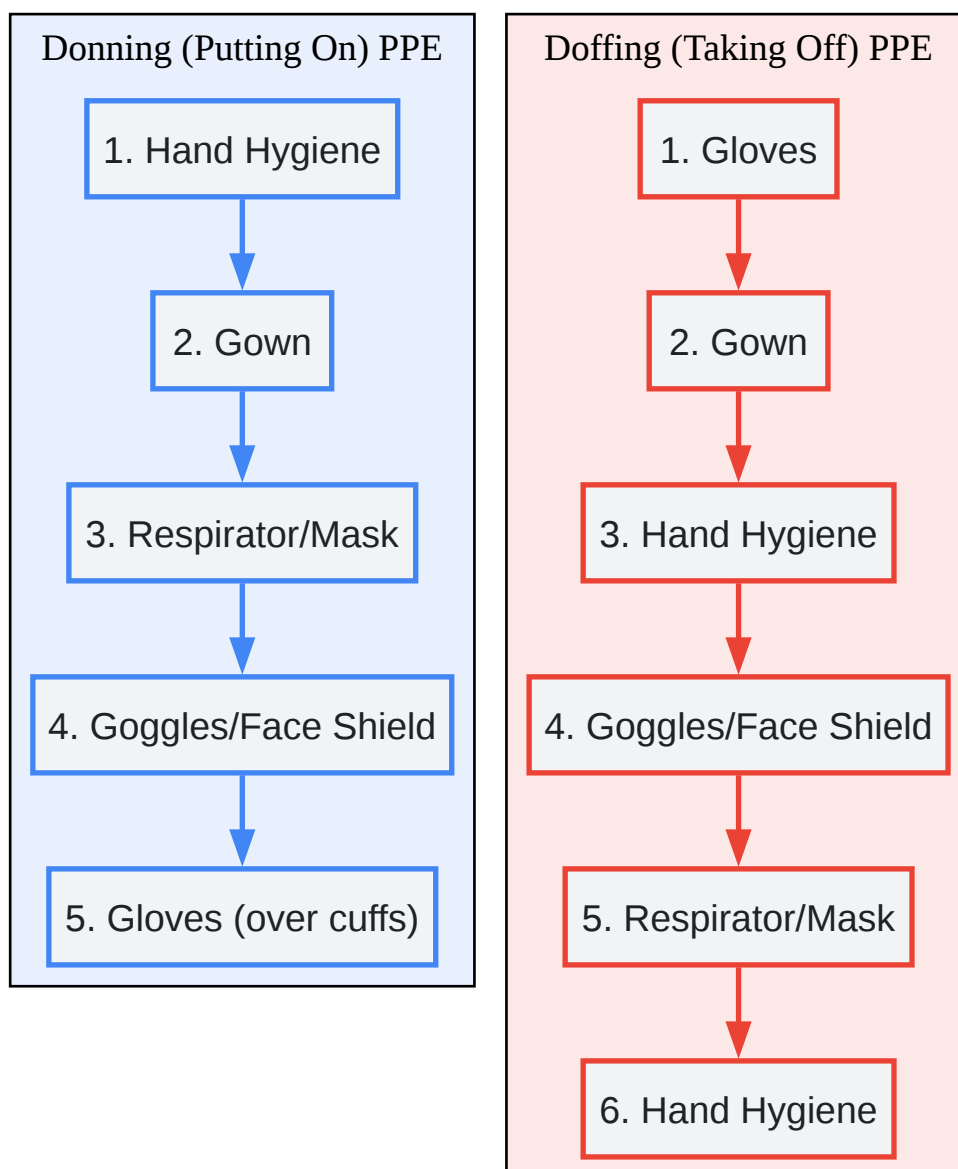 Donning (Putting On) PPE
1. Hand Hygiene
2. Gown
3. Respirator/Mask
4. Goggles/Face Shield
5. Gloves (over cuffs)
Doffing (Taking Off) PPE
1. Gloves
2. Gown
3. Hand Hygiene
4. Goggles/Face Shield
5. Respirator/Mask
6. Hand Hygiene